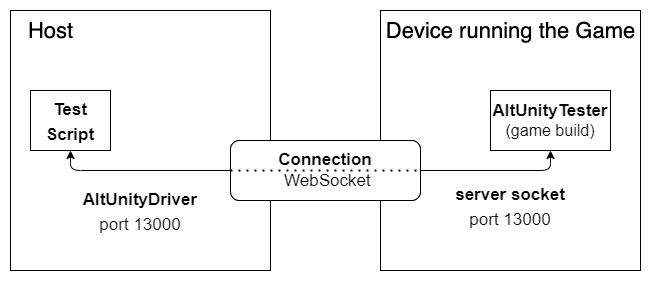 Host
Device running the Game
Test
Script
AltUnityTester
(game build)
Connection
WebSocket
AltUnityDriver
port 13000
server socket
port 13000